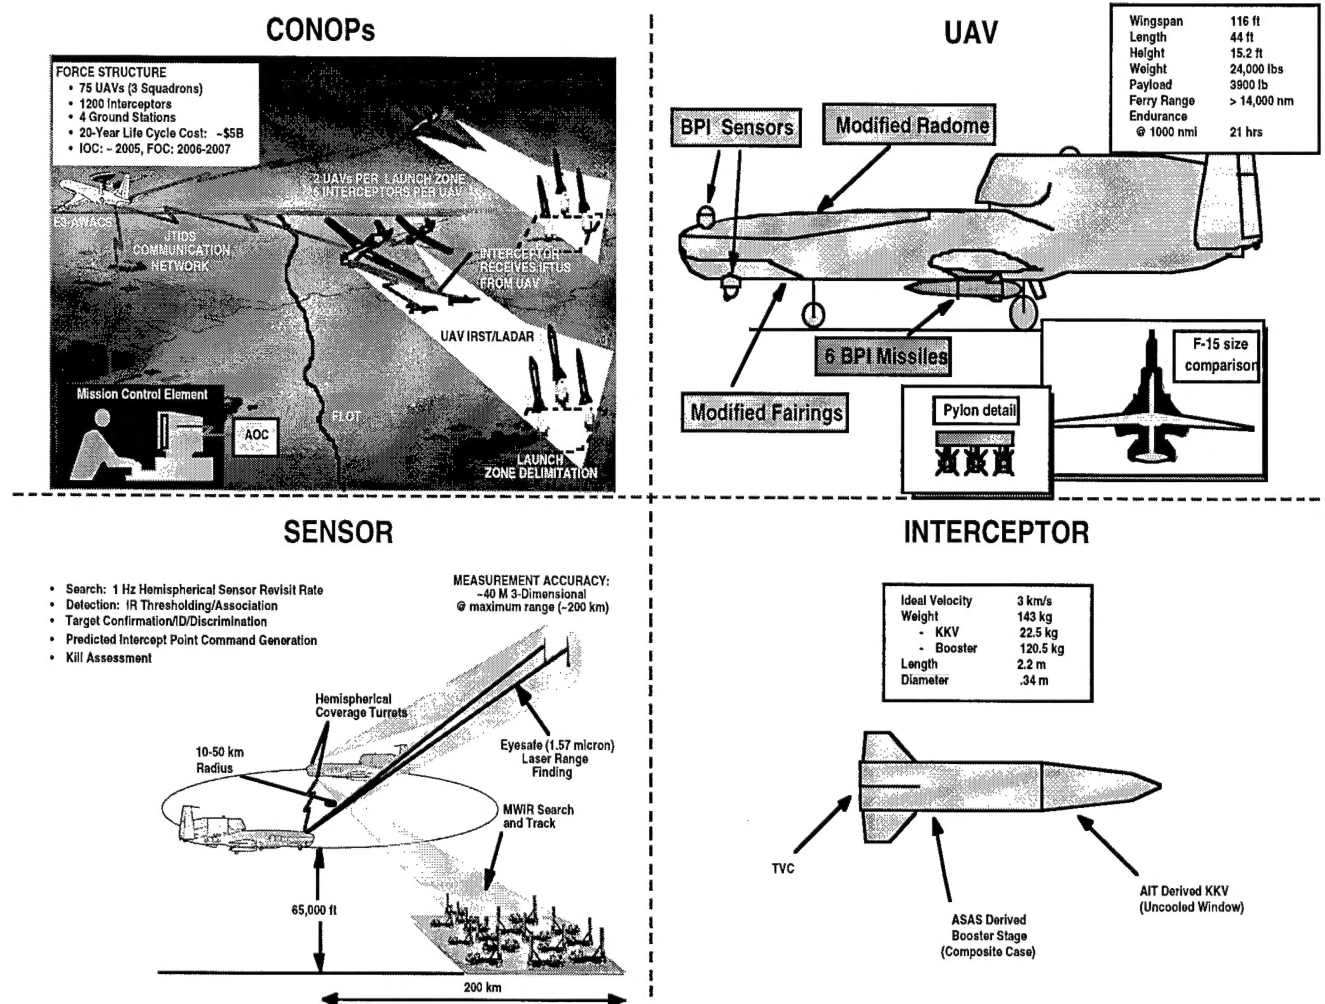 CONOPs
FORCE STRUCTURE
• 75 UAVs (3 Squadrons)
• 1200 Interceptors
• 4 Ground Stations
• 20-Year Life Cycle Cost: ~$5B
• IOC: ~ 2005, FOC: 2006-2007
2 UAVs PER LAUNCH ZONE
6 INTERCEPTORS PER UAV
E3-AWACS
JTIDS
COMMUNICATION
NETWORK
INTERCEPTOR
RECEIVES IFTUS
FROM UAV
UAV IRST/LADAR
Mission Control Element
AOC
FLOT
LAUNCH
ZONE DELIMITATION
UAV
Wingspan 116 ft
Length 44 ft
Height 15.2 ft
Weight 24,000 lbs
Payload 3900 lb
Ferry Range > 14,000 nm
Endurance
@ 1000 nmi 21 hrs
BPI Sensors
Modified Radome
6 BPI Missiles
Modified Fairings
Pylon detail
F-15 size
comparison
SENSOR
• Search: 1 Hz Hemispherical Sensor Revisit Rate
• Detection: IR Thresholding/Association
• Target Confirmation/ID/Discrimination
• Predicted Intercept Point Command Generation
• Kill Assessment
MEASUREMENT ACCURACY:
~40 M 3-Dimensional
@ maximum range (~200 km)
Hemispherical
Coverage Turrets
10-50 km
Radius
Eyesafe (1.57 micron)
Laser Range
Finding
MWIR Search
and Track
65,000 ft
200 km
INTERCEPTOR
Ideal Velocity 3 km/s
Weight 143 kg
- KKV 22.5 kg
- Booster 120.5 kg
Length 2.2 m
Diameter .34 m
TVC
ASAS Derived
Booster Stage
(Composite Case)
AIT Derived KKV
(Uncooled Window)